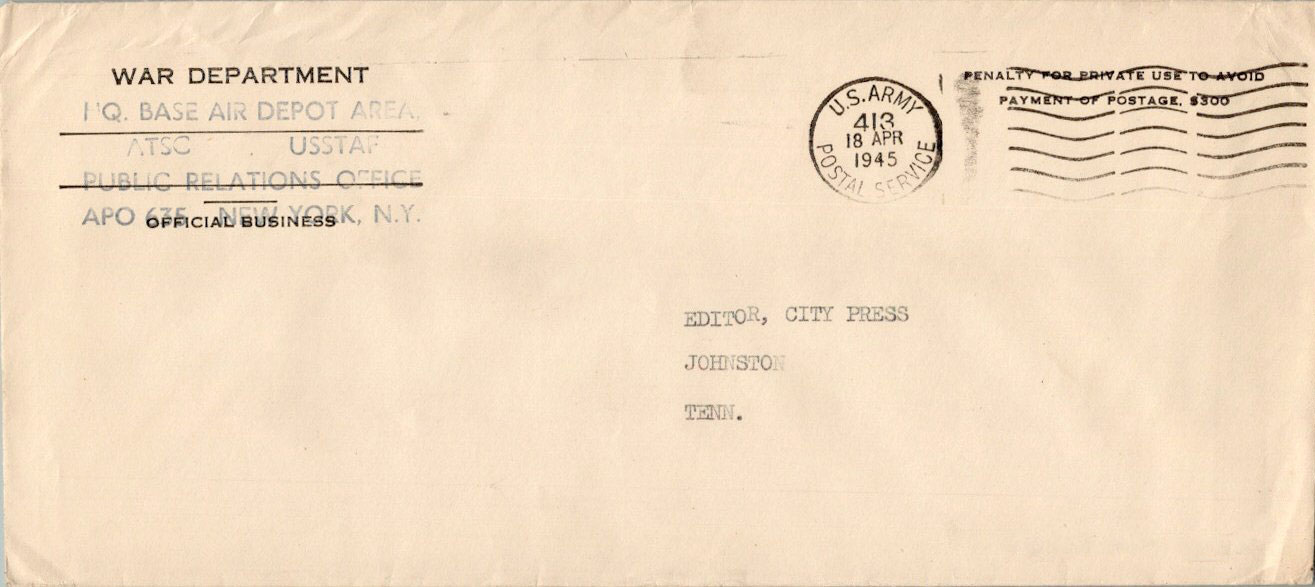 WAR DEPARTMENT
HQ. BASE AIR DEPOT AREA,
ATSC . USSTAF
PUBLIC RELATIONS OFFICE
APO 635 NEW YORK, N.Y.
OFFICIAL BUSINESS
U.S. ARMY
413
18 APR
1945
POSTAL SERVICE
PENALTY FOR PRIVATE USE TO AVOID
PAYMENT OF POSTAGE, $300
EDITOR, CITY PRESS
JOHNSTON
TENN.